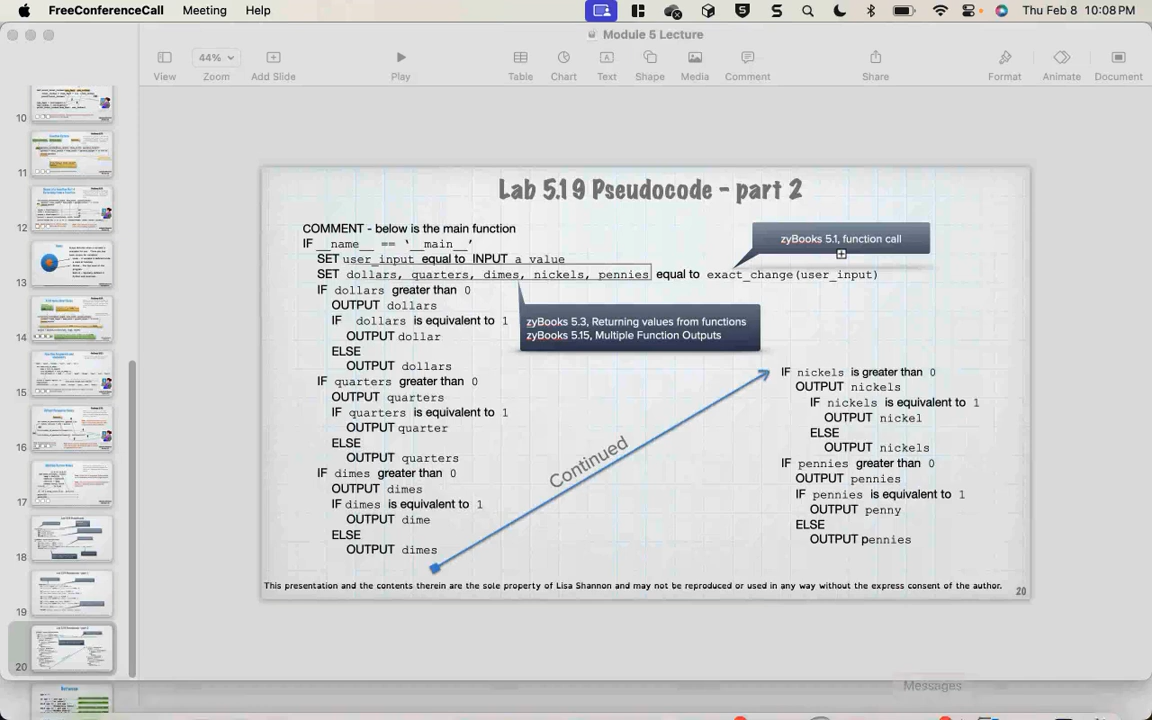 FreeConferenceCall Meeting Help Thu Feb 8 10:08 PM
Module 5 Lecture
44%
View Zoom Add Slide Play Table Chart Text Shape Media Comment Share Format Animate Document
10
11
12
13
14
15
16
17
18
19
20
Lab 5.19 Pseudocode - part 2
COMMENT - below is the main function
IF __name__ == ‘__main__’
SET user_input equal to INPUT a value
SET dollars, quarters, dimes, nickels, pennies equal to exact_change(user_input)
IF dollars greater than 0
OUTPUT dollars
IF dollars is equivalent to 1
OUTPUT dollar
ELSE
OUTPUT dollars
IF quarters greater than 0
OUTPUT quarters
IF quarters is equivalent to 1
OUTPUT quarter
ELSE
OUTPUT quarters
IF dimes greater than 0
OUTPUT dimes
IF dimes is equivalent to 1
OUTPUT dime
ELSE
OUTPUT dimes
zyBooks 5.1, function call
zyBooks 5.3, Returning values from functions
zyBooks 5.15, Multiple Function Outputs
Continued
IF nickels is greater than 0
OUTPUT nickels
IF nickels is equivalent to 1
OUTPUT nickel
ELSE
OUTPUT nickels
IF pennies greater than 0
OUTPUT pennies
IF pennies is equivalent to 1
OUTPUT penny
ELSE
OUTPUT pennies
This presentation and the contents therein are the sole property of Lisa Shannon and may not be reproduced or used in any way without the express consent of the author.
20
Messages